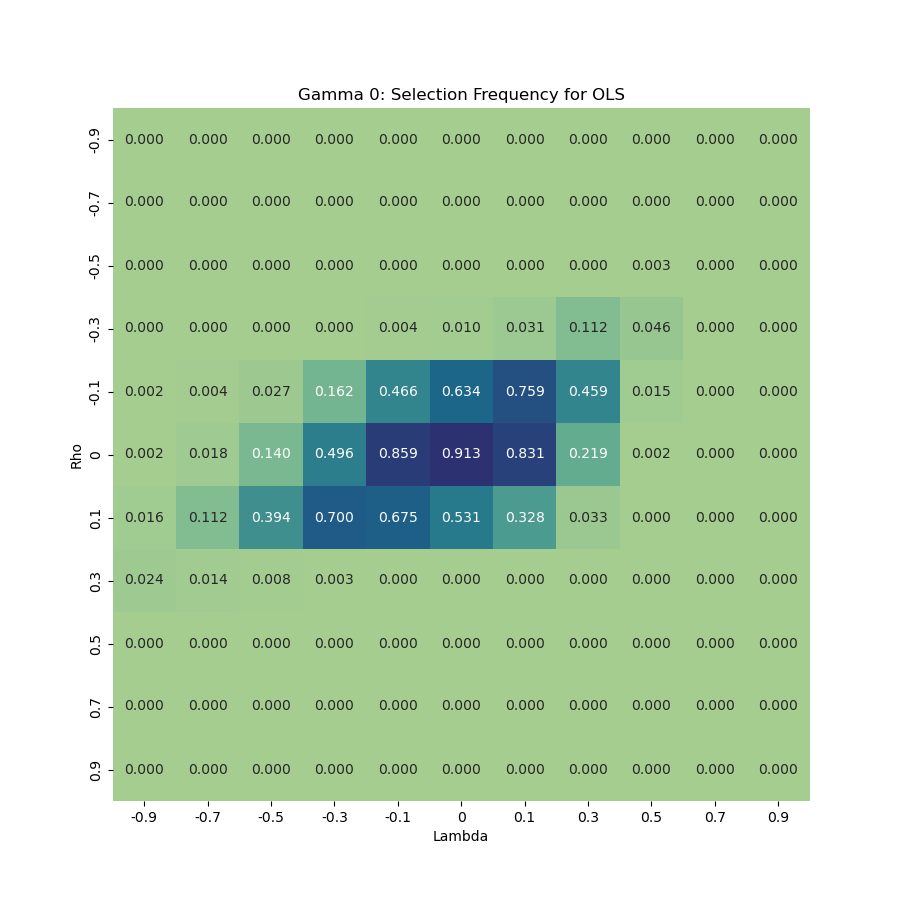 Gamma 0: Selection Frequency for OLS
-0.9 0.000 0.000 0.000 0.000 0.000 0.000 0.000 0.000 0.000 0.000 0.000
-0.7 0.000 0.000 0.000 0.000 0.000 0.000 0.000 0.000 0.000 0.000 0.000
-0.5 0.000 0.000 0.000 0.000 0.000 0.000 0.000 0.000 0.003 0.000 0.000
-0.3 0.000 0.000 0.000 0.000 0.004 0.010 0.031 0.112 0.046 0.000 0.000
-0.1 0.002 0.004 0.027 0.162 0.466 0.634 0.759 0.459 0.015 0.000 0.000
Rho
0 0.002 0.018 0.140 0.496 0.859 0.913 0.831 0.219 0.002 0.000 0.000
0.1 0.016 0.112 0.394 0.700 0.675 0.531 0.328 0.033 0.000 0.000 0.000
0.3 0.024 0.014 0.008 0.003 0.000 0.000 0.000 0.000 0.000 0.000 0.000
0.5 0.000 0.000 0.000 0.000 0.000 0.000 0.000 0.000 0.000 0.000 0.000
0.7 0.000 0.000 0.000 0.000 0.000 0.000 0.000 0.000 0.000 0.000 0.000
0.9 0.000 0.000 0.000 0.000 0.000 0.000 0.000 0.000 0.000 0.000 0.000
-0.9 -0.7 -0.5 -0.3 -0.1 0 0.1 0.3 0.5 0.7 0.9
Lambda